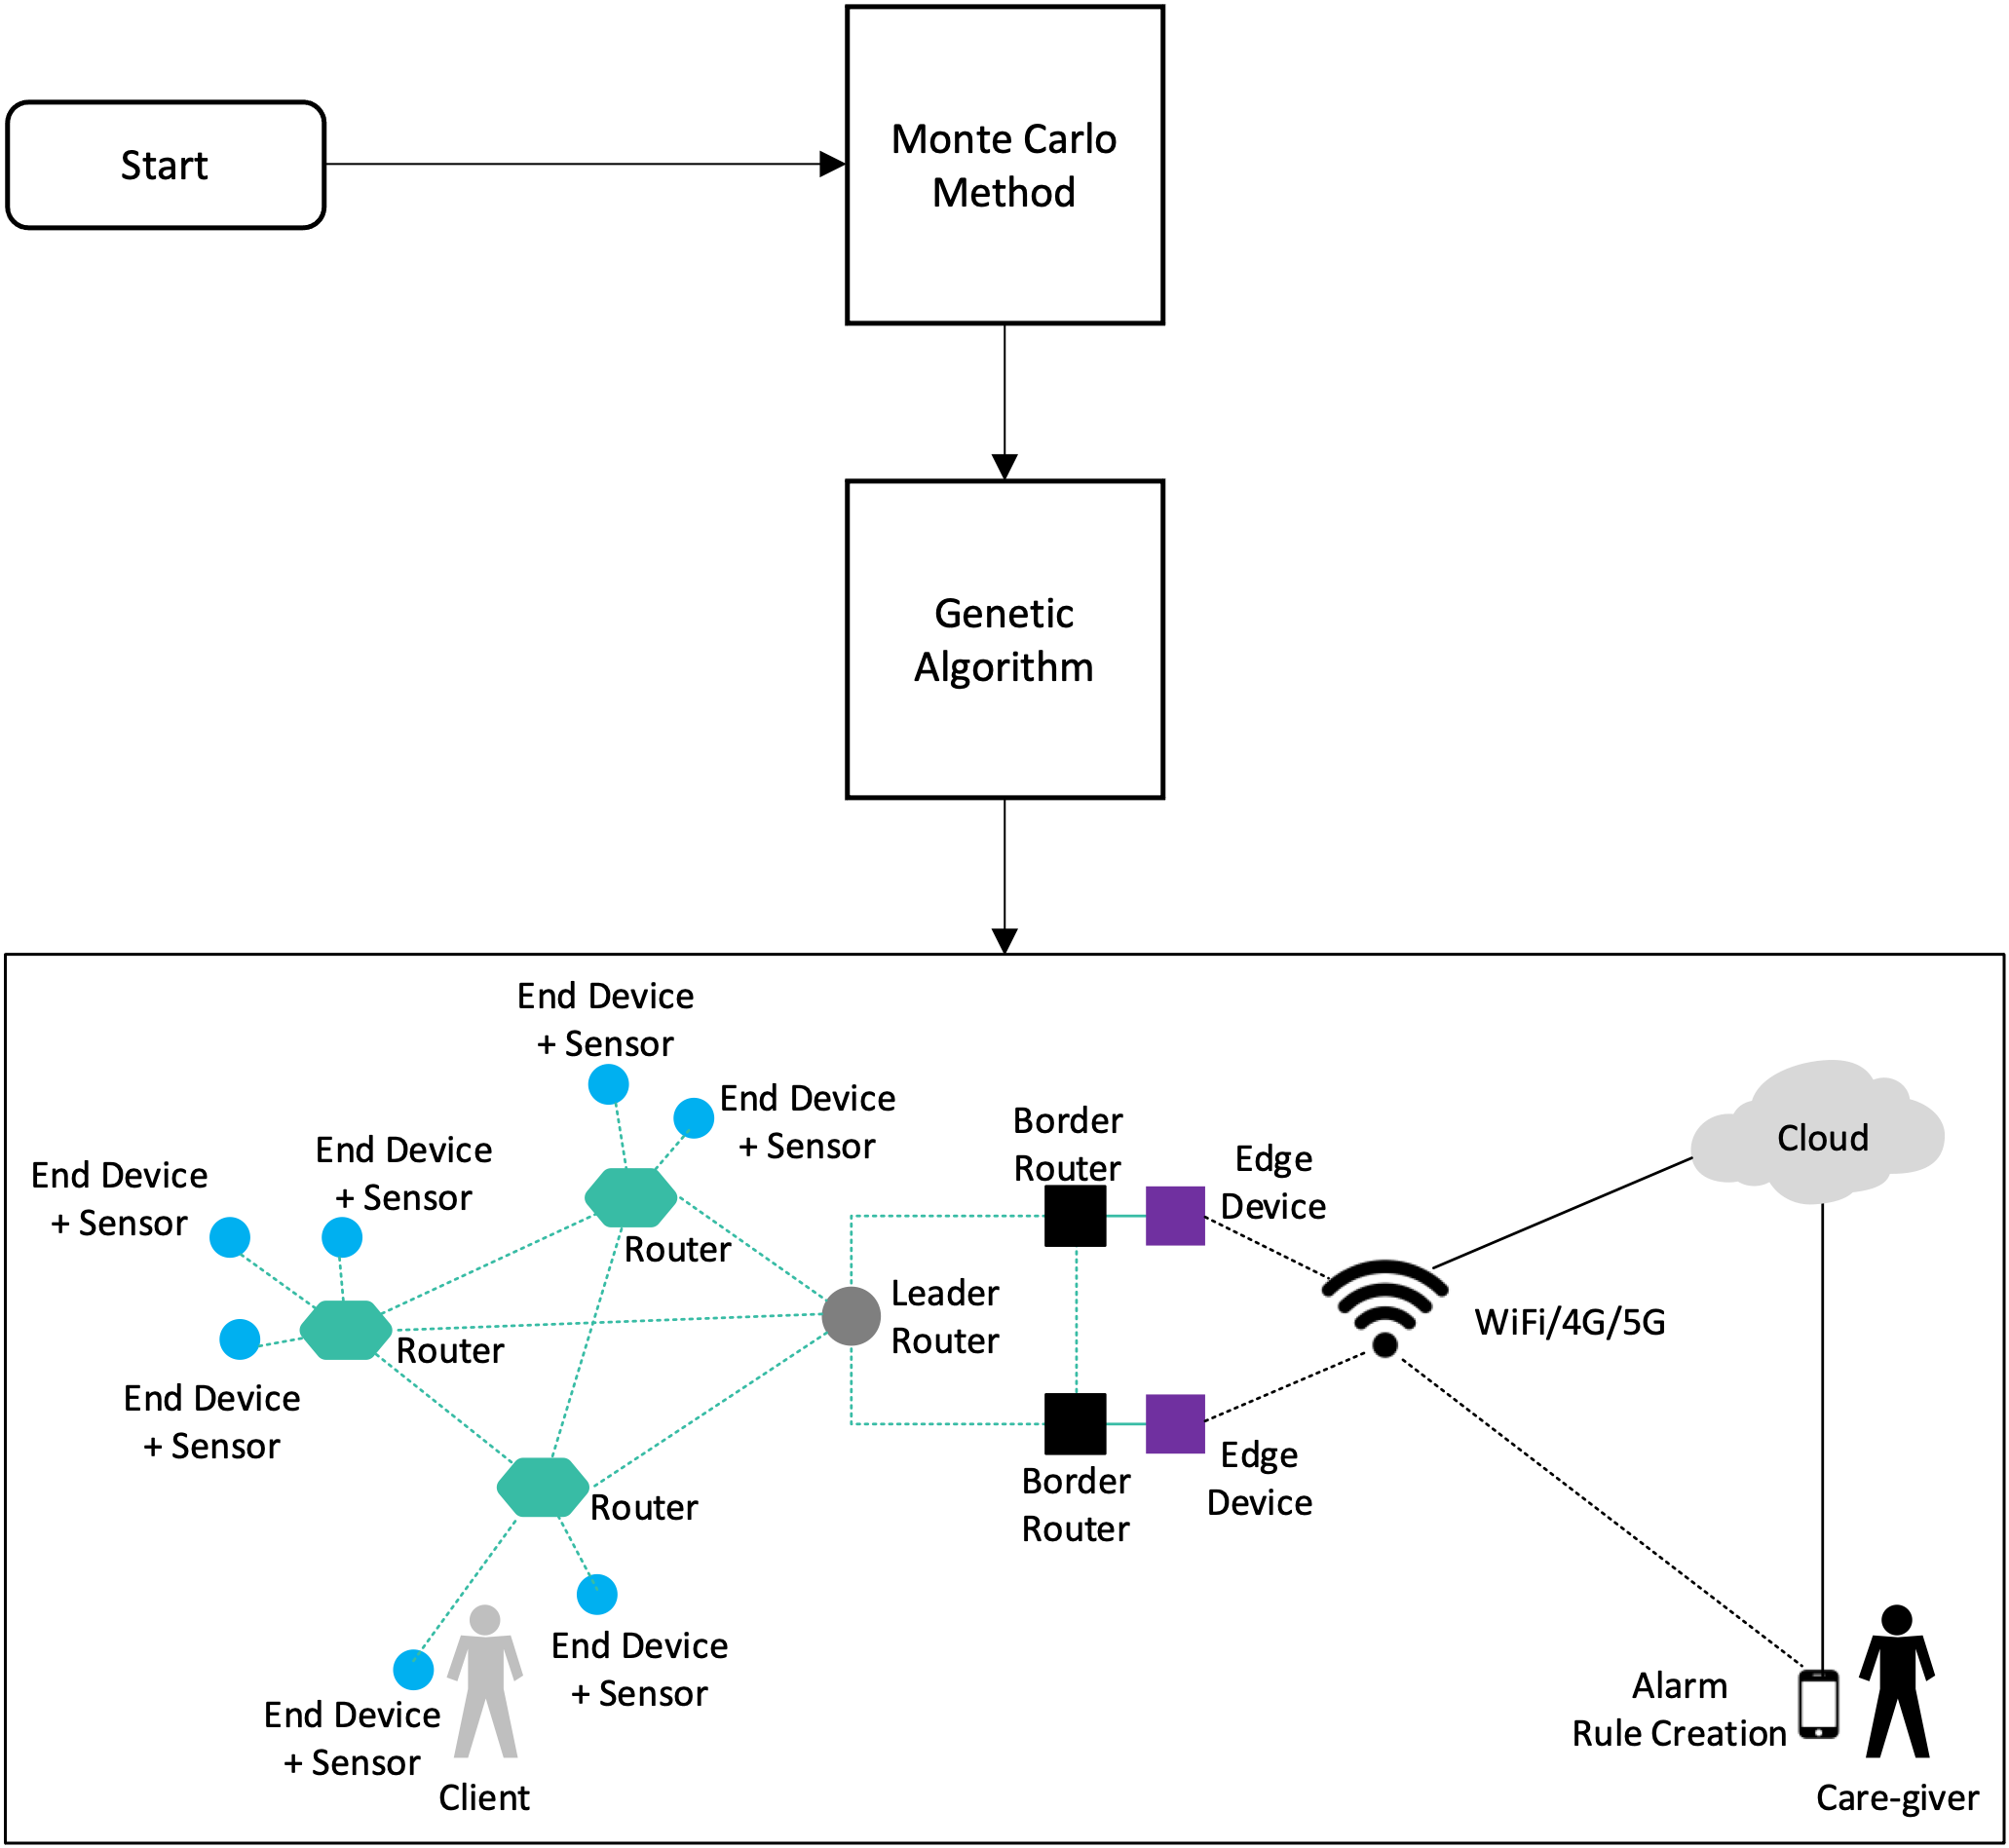 Start
Monte Carlo
Method
Genetic
Algorithm
End Device
+ Sensor
End Device
+ Sensor
End Device
+ Sensor
End Device
+ Sensor
Router
Router
End Device
+ Sensor
Router
End Device
+ Sensor
End Device
+ Sensor
Client
Leader
Router
Border
Router
Edge
Device
Border
Router
Edge
Device
WiFi/4G/5G
Cloud
Alarm
Rule Creation
Care-giver